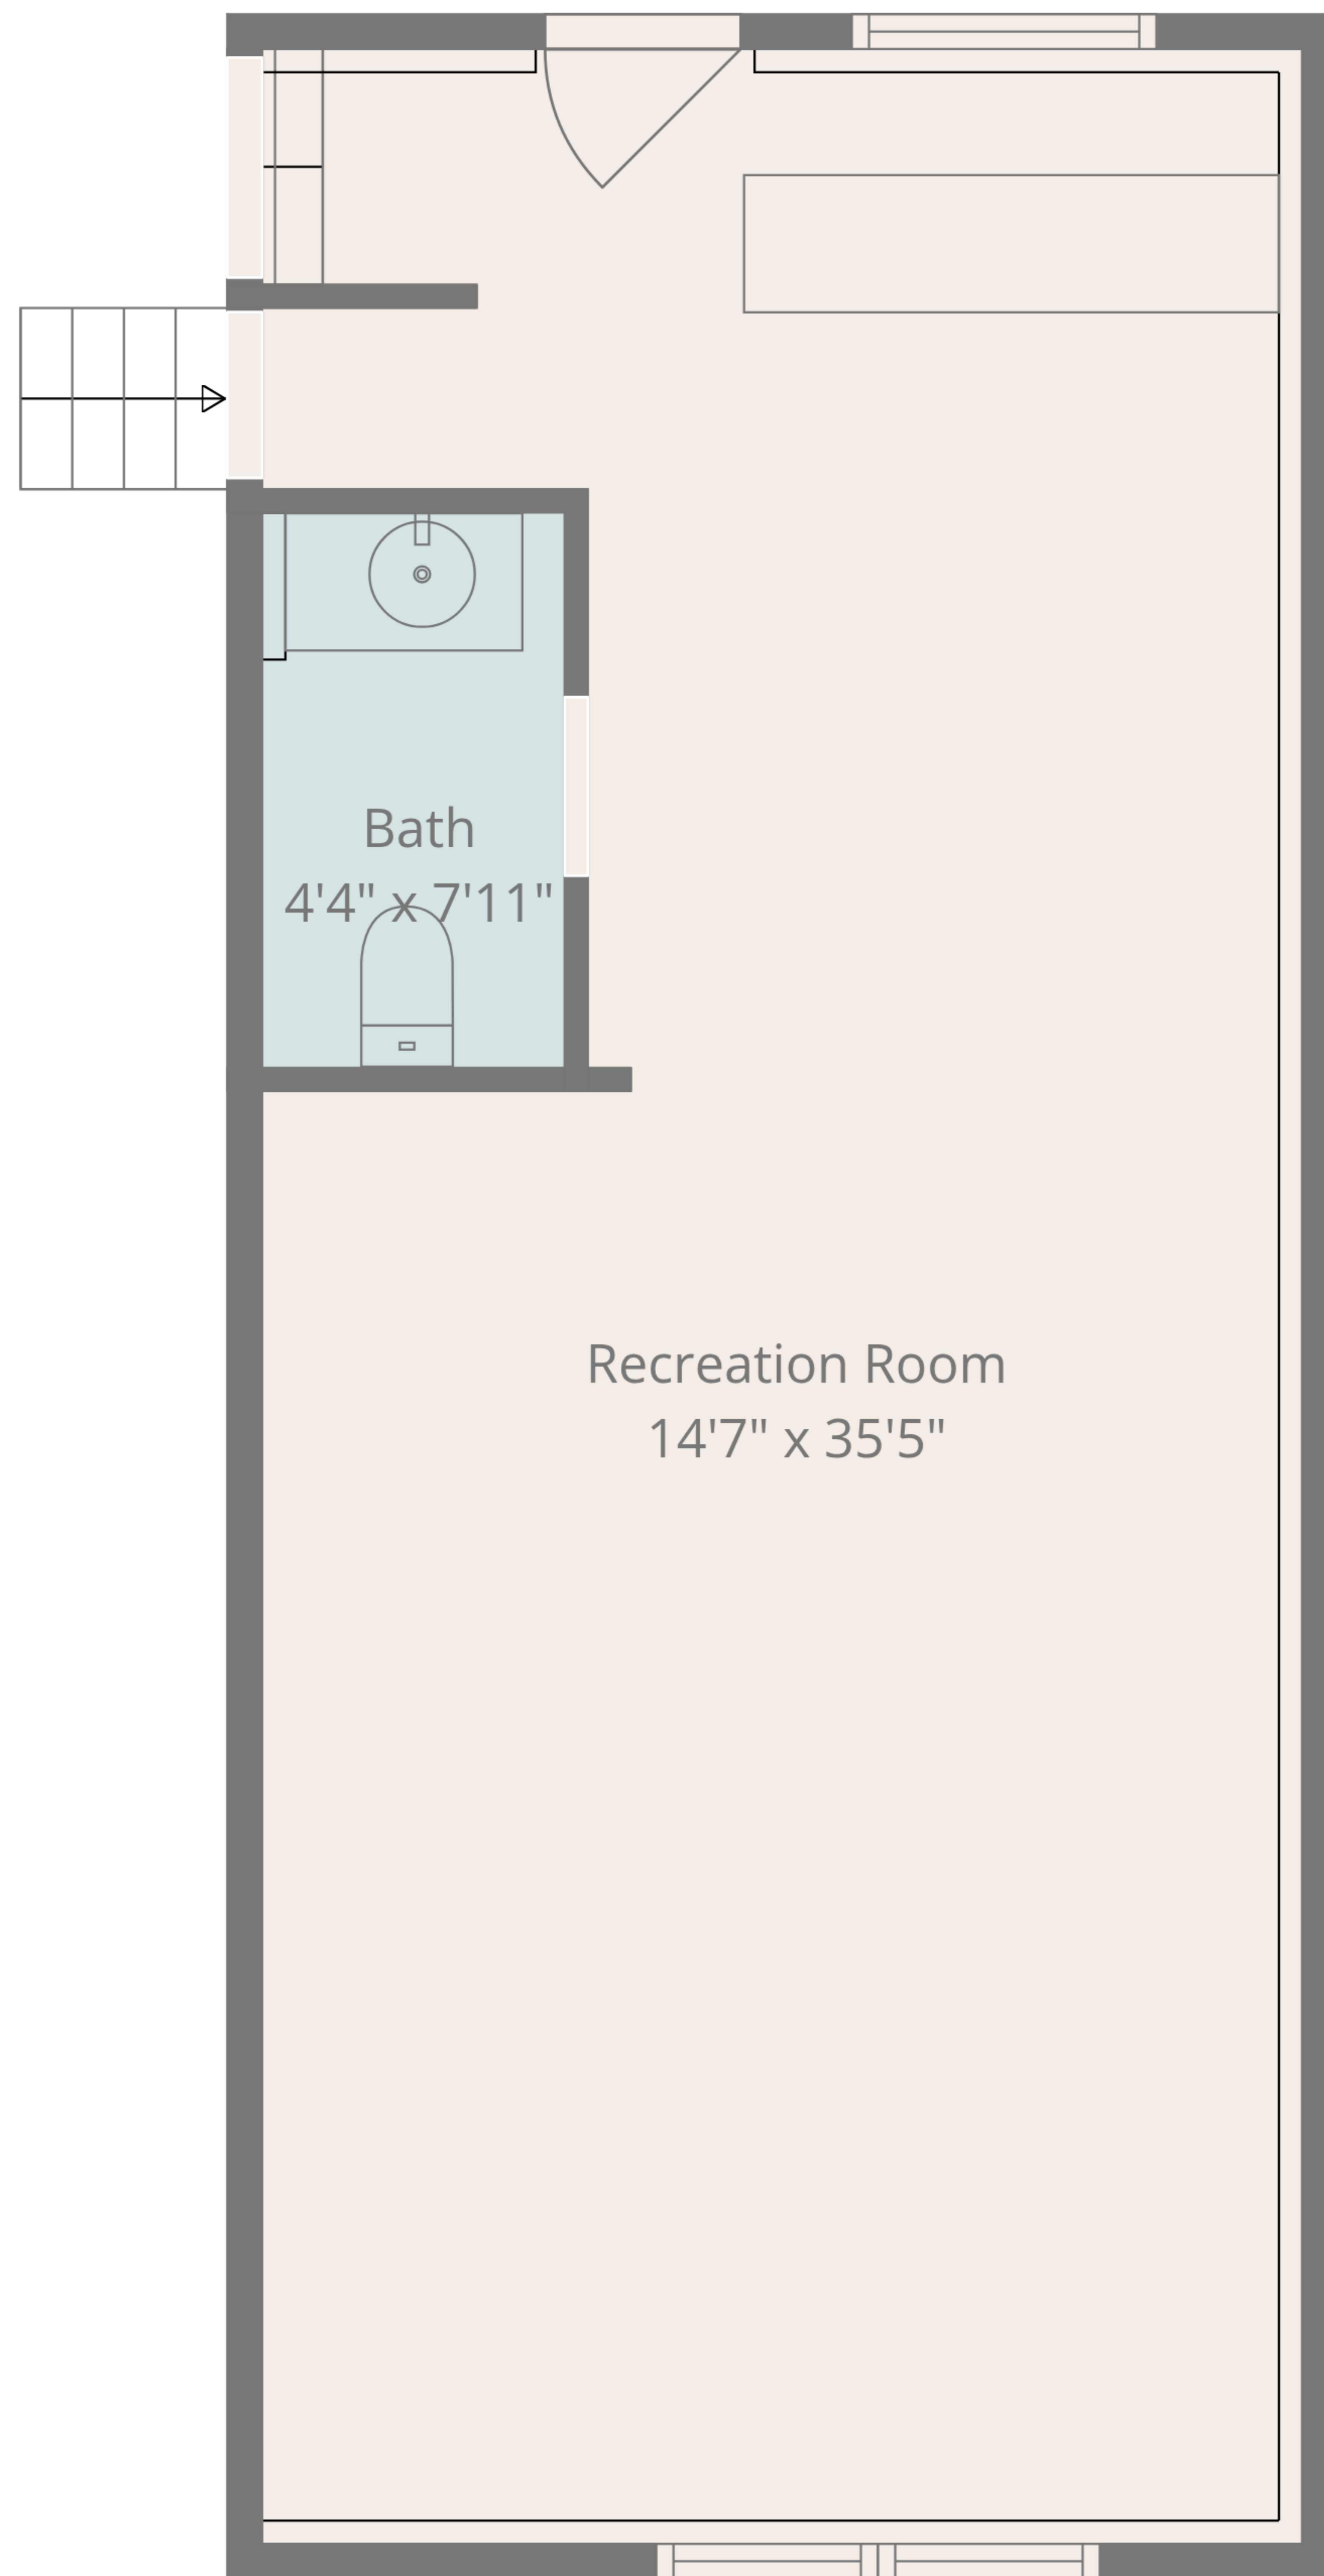 Bath
4'4" x 7'11"
Recreation Room
14'7" x 35'5"